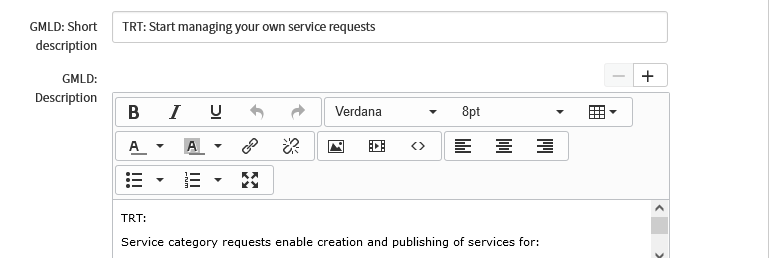 GMLD: Short
description
TRT: Start managing your own service requests
GMLD:
Description
B I U Verdana 8pt
A A
TRT:
Service category requests enable creation and publishing of services for: